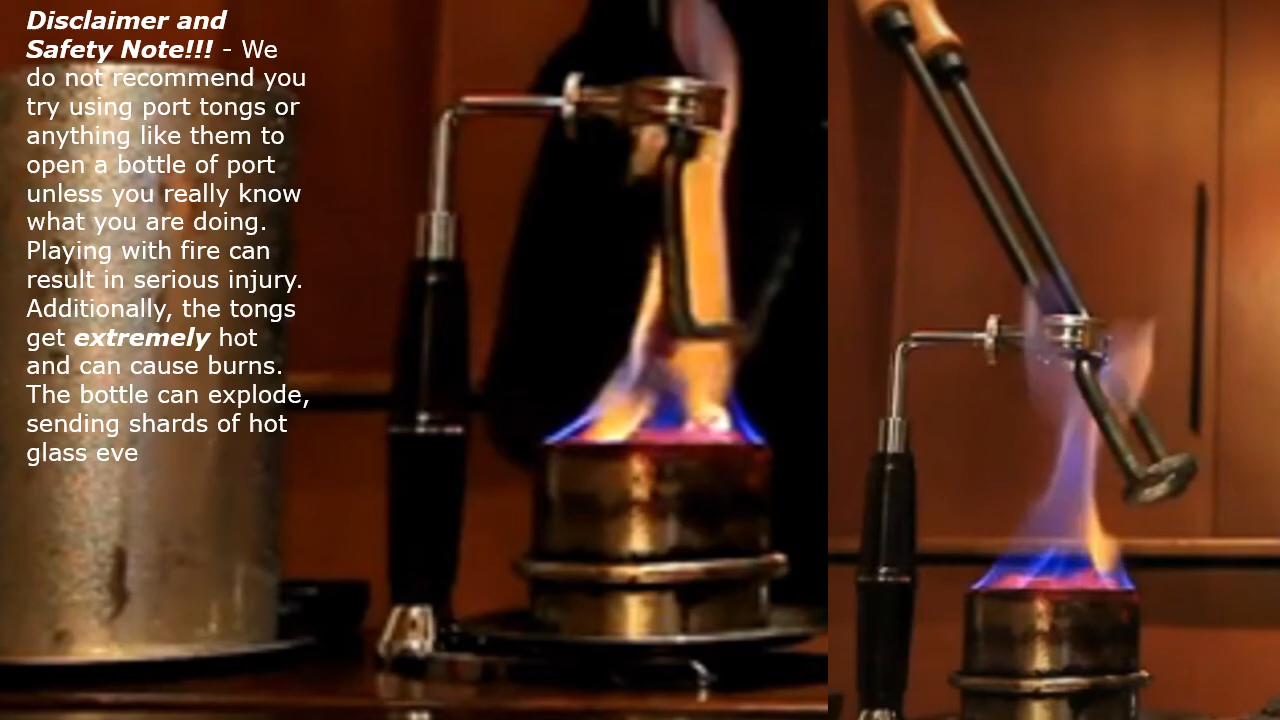 Disclaimer and
Safety Note!!! - We
do not recommend you
try using port tongs or
anything like them to
open a bottle of port
unless you really know
what you are doing.
Playing with fire can
result in serious injury.
Additionally, the tongs
get extremely hot
and can cause burns.
The bottle can explode,
sending shards of hot
glass eve